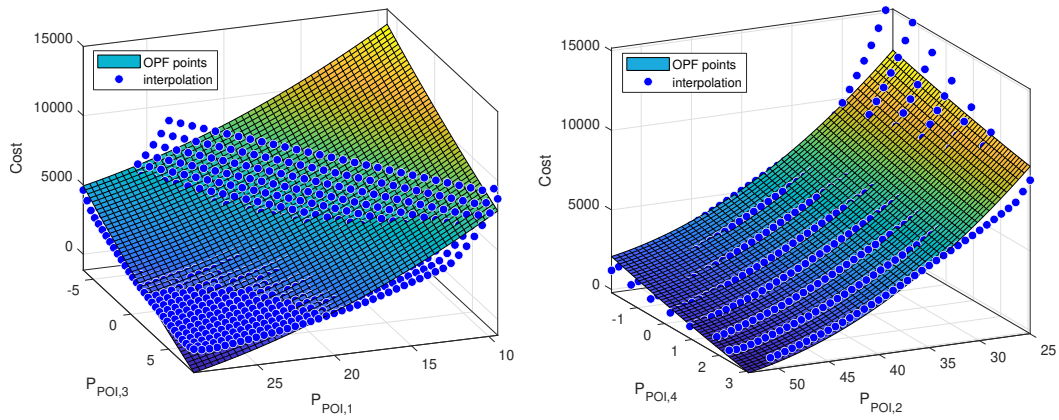 15000
10000
5000
0
Cost
OPF points
interpolation
-5
0
5
P_POI,3
25
20
15
10
P_POI,1
15000
10000
5000
0
Cost
OPF points
interpolation
-1
0
1
2
3
P_POI,4
50
45
40
35
30
25
P_POI,2